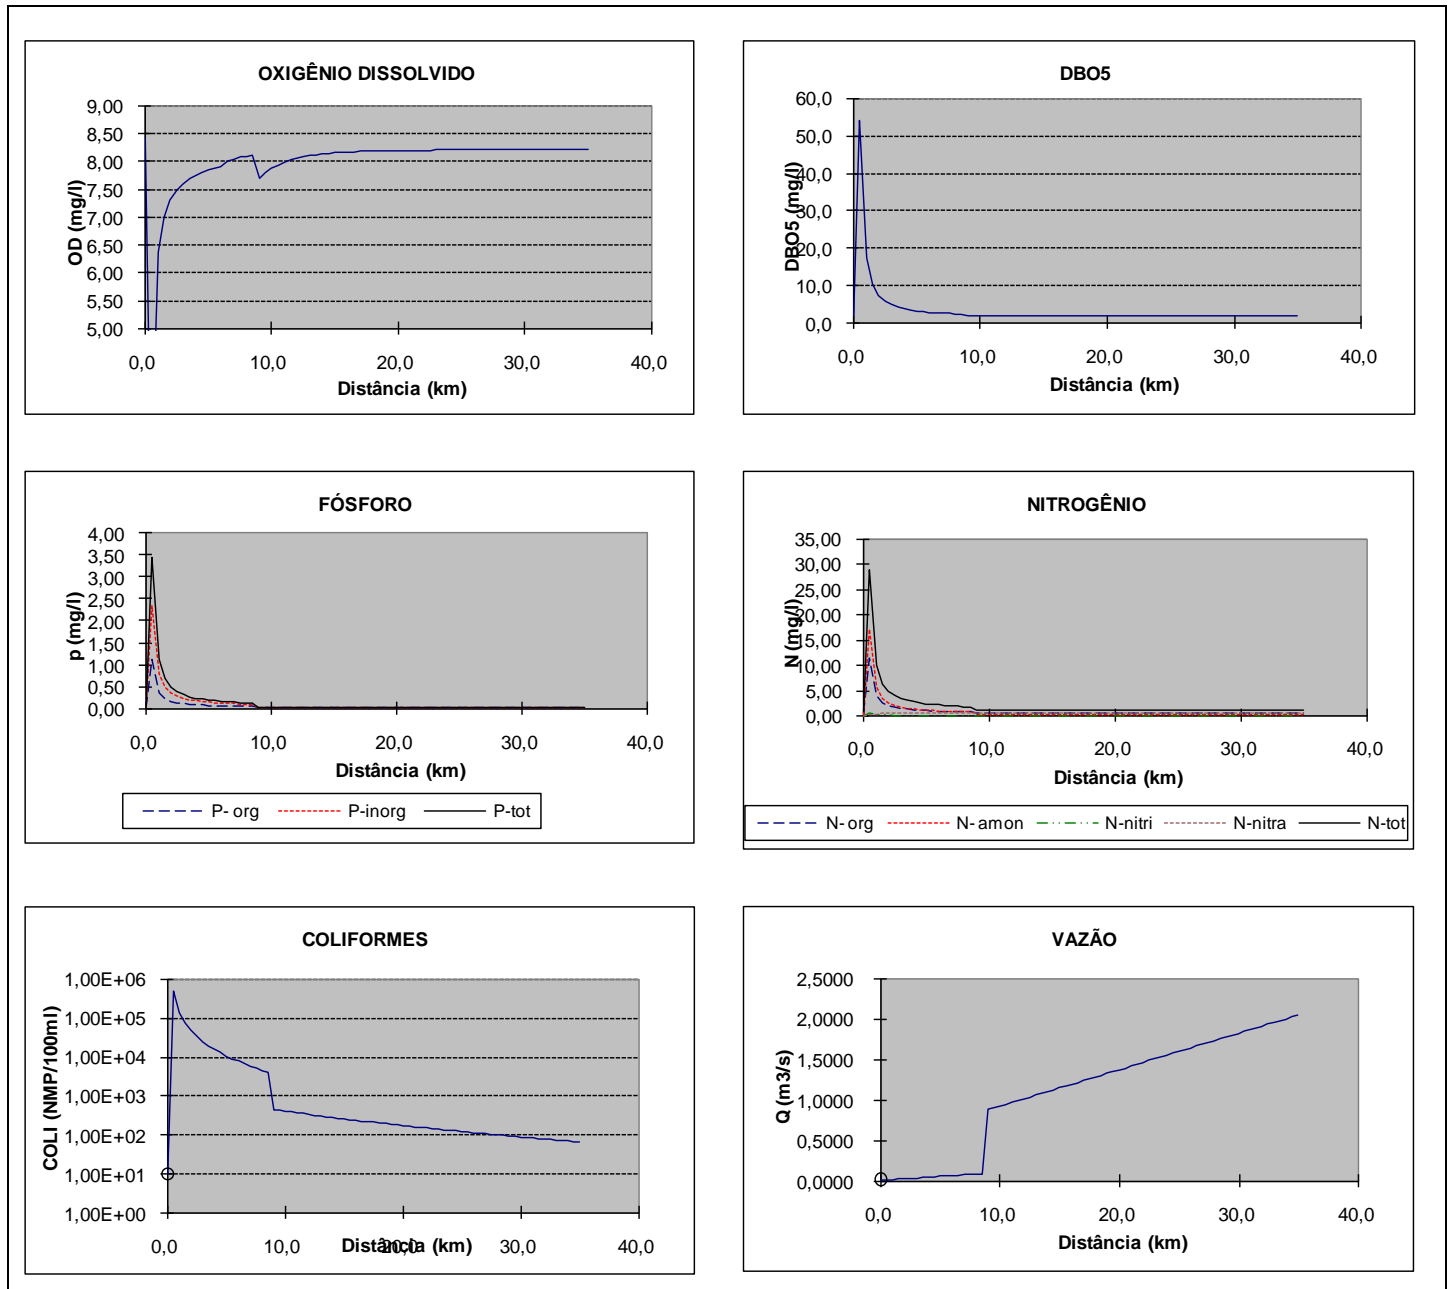 OXIGÊNIO DISSOLVIDO
9,00
8,50
8,00
7,50
7,00
6,50
6,00
5,50
5,00
OD (mg/l)
0,0 10,0 20,0 30,0 40,0
Distância (km)
DBO5
60,0
50,0
40,0
30,0
20,0
10,0
0,0
DBO5 (mg/l)
0,0 10,0 20,0 30,0 40,0
Distância (km)
FÓSFORO
4,00
3,50
3,00
2,50
2,00
1,50
1,00
0,50
0,00
p (mg/l)
0,0 10,0 20,0 30,0 40,0
Distância (km)
P- org P-inorg P-tot
NITROGÊNIO
35,00
30,00
25,00
20,00
15,00
10,00
5,00
0,00
N (mg/l)
0,0 10,0 20,0 30,0 40,0
Distância (km)
N- org N- amon N-nitri N-nitra N-tot
COLIFORMES
1,00E+06
1,00E+05
1,00E+04
1,00E+03
1,00E+02
1,00E+01
1,00E+00
COLI (NMP/100ml)
0,0 10,0 20,0 30,0 40,0
Distância (km)
VAZÃO
2,5000
2,0000
1,5000
1,0000
0,5000
0,0000
Q (m3/s)
0,0 10,0 20,0 30,0 40,0
Distância (km)